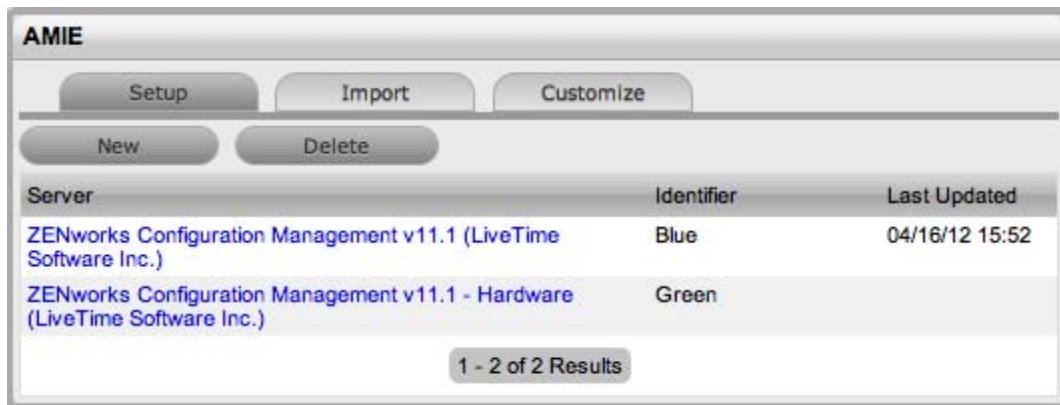 AMIE
Setup Import Customize
New Delete
Server Identifier Last Updated
ZENworks Configuration Management v11.1 (LiveTime Blue 04/16/12 15:52
Software Inc.)
ZENworks Configuration Management v11.1 - Hardware Green
(LiveTime Software Inc.)
1 - 2 of 2 Results